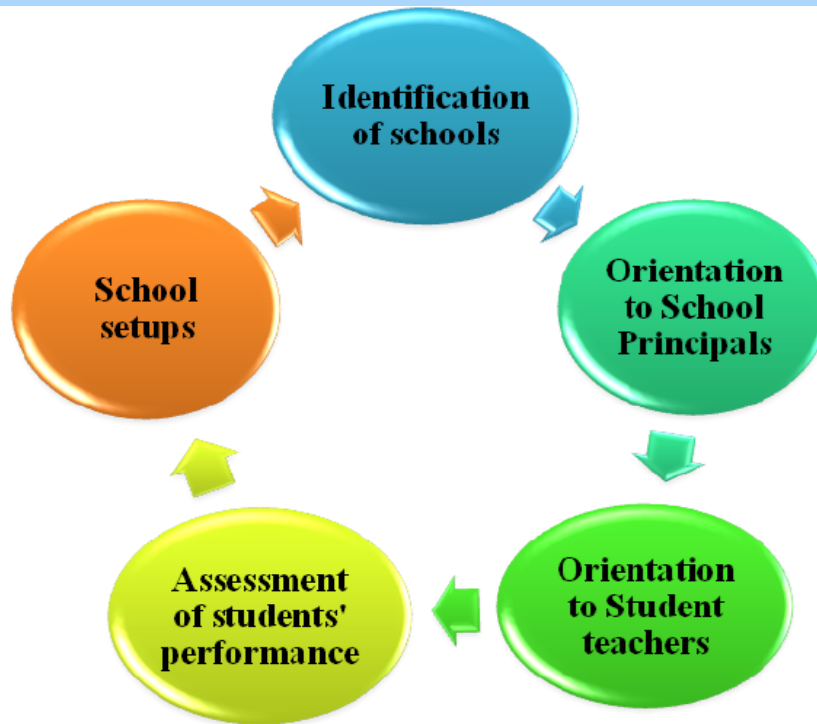 Identification
of schools
Orientation
to School
Principals
Orientation
to Student
teachers
Assessment
of students'
performance
School
setups